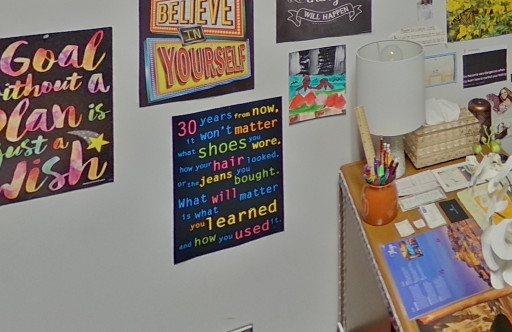 Goal
without a
Plan is
just a
Wish
BELIEVE
IN
YOURSELF
WILL HAPPEN
30 years from now,
it won't matter
what shoes you wore,
how your hair looked,
or the jeans you bought.
What will matter
is what
you learned
and how you used it.